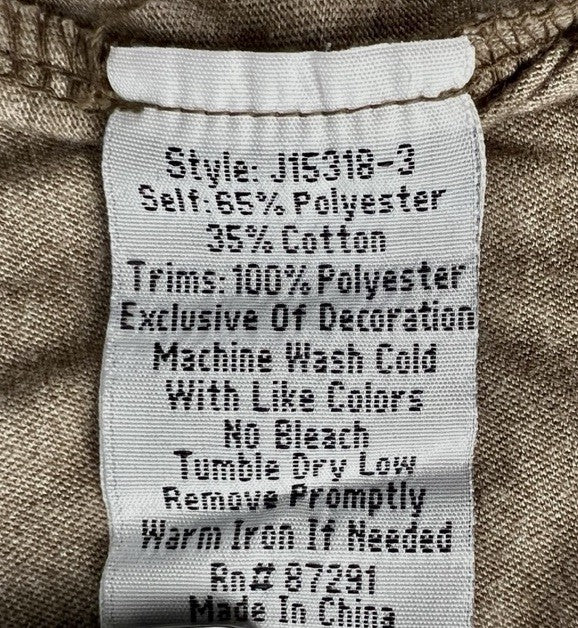 Style: J15318-3
Self: 65% Polyester
35% Cotton
Trims: 100% Polyester
Exclusive Of Decoration
Machine Wash Cold
With Like Colors
No Bleach
Tumble Dry Low
Remove Promptly
Warm Iron If Needed
Rn# 87291
Made In China